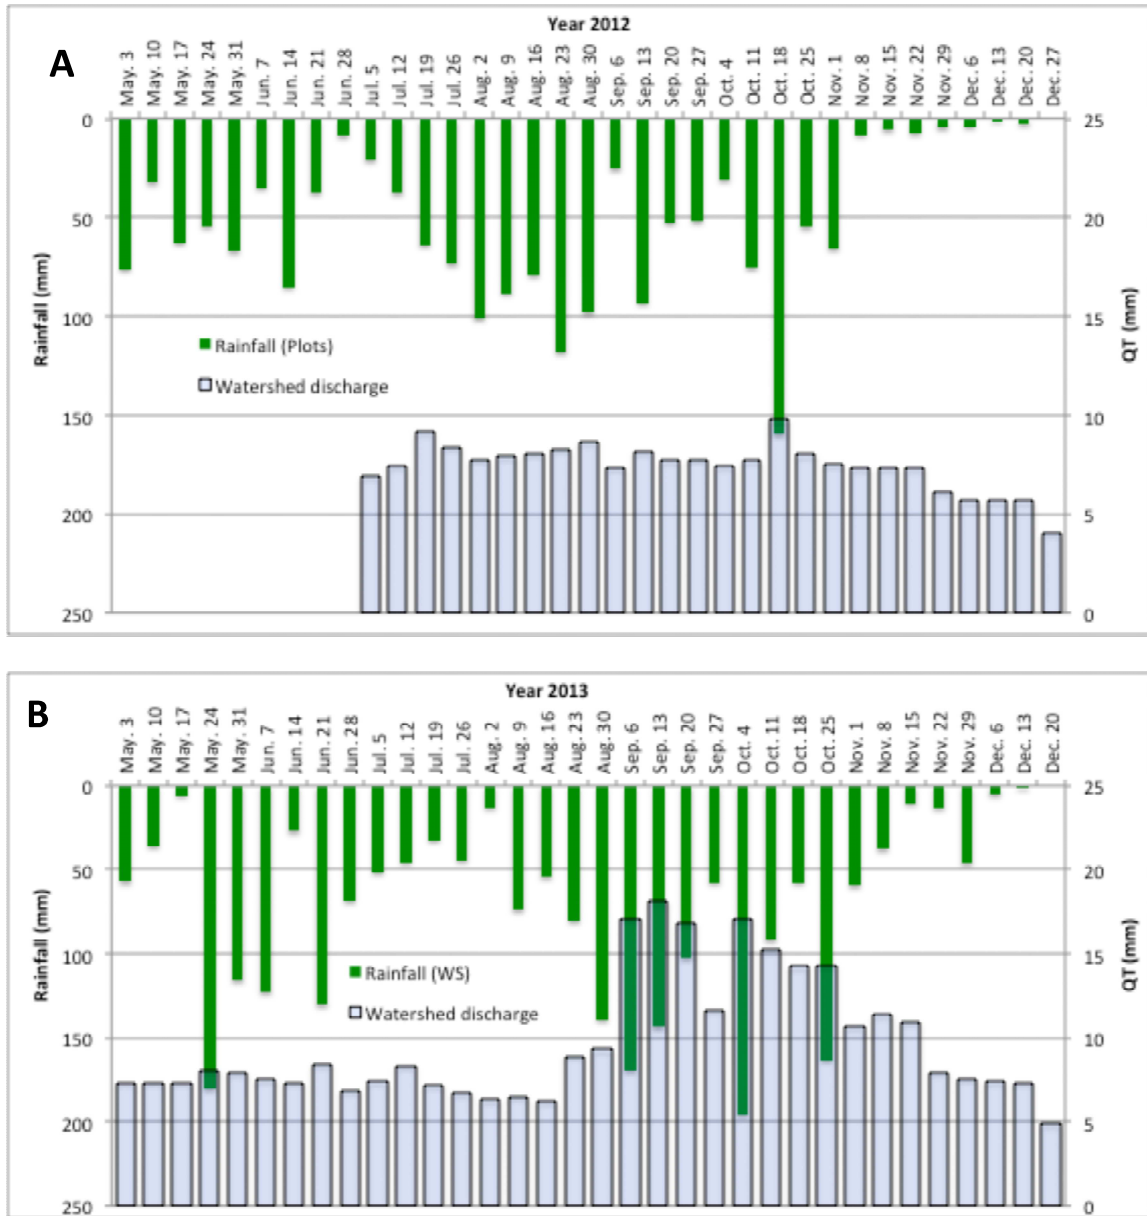 Year 2012
A
May. 3
May. 10
May. 17
May. 24
May. 31
Jun. 7
Jun. 14
Jun. 21
Jun. 28
Jul. 5
Jul. 12
Jul. 19
Jul. 26
Aug. 2
Aug. 9
Aug. 16
Aug. 23
Aug. 30
Sep. 6
Sep. 13
Sep. 20
Sep. 27
Oct. 4
Oct. 11
Oct. 18
Oct. 25
Nov. 1
Nov. 8
Nov. 15
Nov. 22
Nov. 29
Dec. 6
Dec. 13
Dec. 20
Dec. 27
0
50
100
150
200
250
Rainfall (mm)
Rainfall (Plots)
Watershed discharge
25
20
15
10
5
0
QT (mm)
Year 2013
B
May. 3
May. 10
May. 17
May. 24
May. 31
Jun. 7
Jun. 14
Jun. 21
Jun. 28
Jul. 5
Jul. 12
Jul. 19
Jul. 26
Aug. 2
Aug. 9
Aug. 16
Aug. 23
Aug. 30
Sep. 6
Sep. 13
Sep. 20
Sep. 27
Oct. 4
Oct. 11
Oct. 18
Oct. 25
Nov. 1
Nov. 8
Nov. 15
Nov. 22
Nov. 29
Dec. 6
Dec. 13
Dec. 20
0
50
100
150
200
250
Rainfall (mm)
Rainfall (WS)
Watershed discharge
25
20
15
10
5
0
QT (mm)